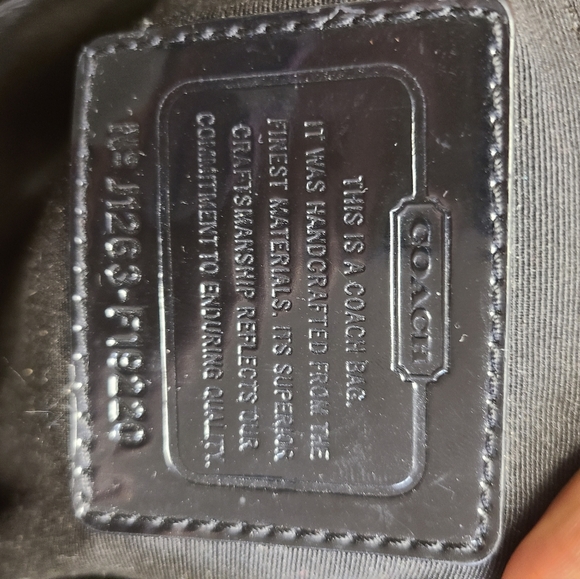 COACH
THIS IS A COACH BAG.
IT WAS HANDCRAFTED FROM THE
FINEST MATERIALS. ITS SUPERIOR
CRAFTSMANSHIP REFLECTS OUR
COMMITMENT TO ENDURING QUALITY.
Nº J1263-F19220